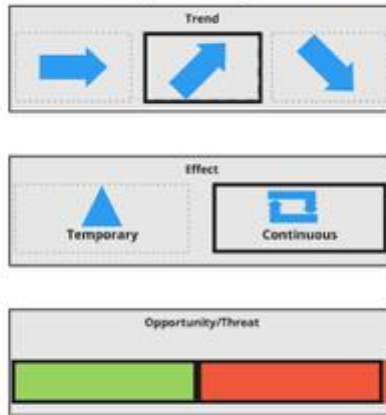 Trend
Effect
Temporary
Continuous
Opportunity/Threat